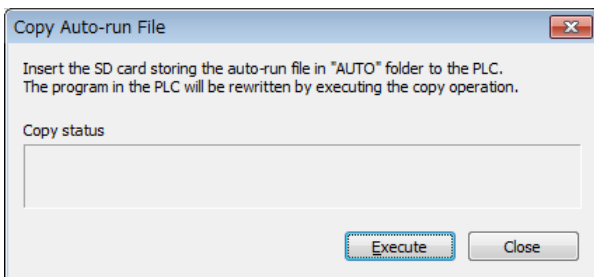 Copy Auto-run File
Insert the SD card storing the auto-run file in "AUTO" folder to the PLC.
The program in the PLC will be rewritten by executing the copy operation.
Copy status
Execute Close